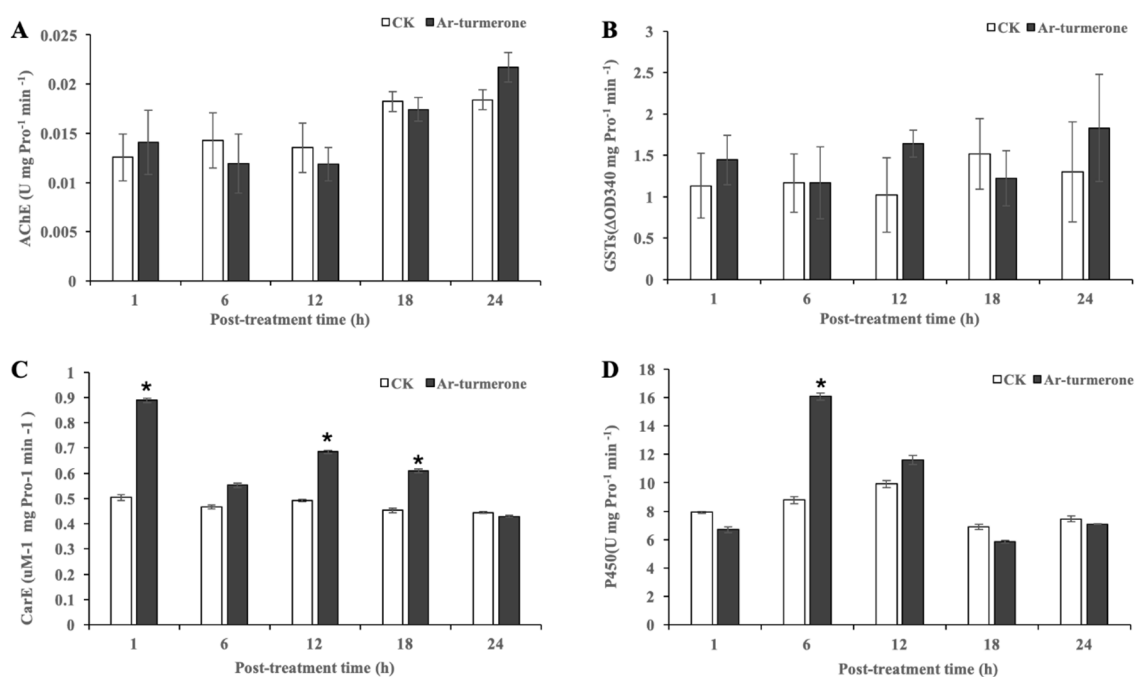 A
CK Ar-turmerone
AChE (U mg Pro⁻¹ min ⁻¹)
0.025
0.02
0.015
0.01
0.005
0
1 6 12 18 24
Post-treatment time (h)
B
CK Ar-turmerone
GSTs(ΔOD340 mg Pro⁻¹ min⁻¹)
3
2.5
2
1.5
1
0.5
0
1 6 12 18 24
Post-treatment time (h)
C
CK Ar-turmerone
CarE (uM-1 mg Pro-1 min -1 )
1
0.9
0.8
0.7
0.6
0.5
0.4
0.3
0.2
0.1
0
* * *
1 6 12 18 24
Post-treatment time (h)
D
CK Ar-turmerone
P450(U mg Pro⁻¹ min⁻¹)
18
16
14
12
10
8
6
4
2
0
*
1 6 12 18 24
Post-treatment time (h)